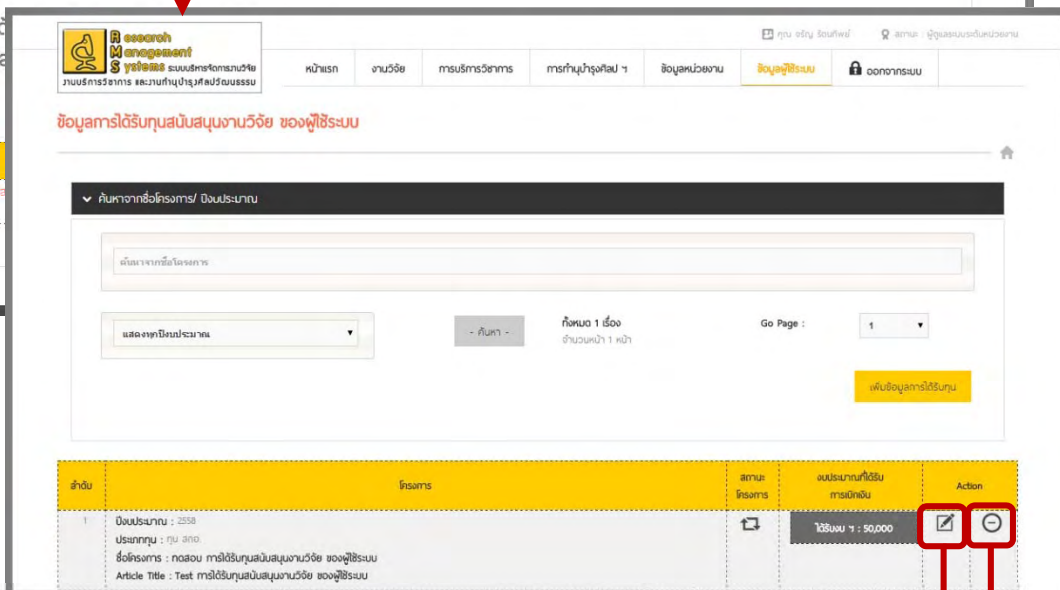 Research
Management
Systems ระบบบริหารจัดการงานวิจัย
งานบริการวิชาการ และงานทำนุบำรุงศิลปวัฒนธรรม
คุณ จรัญ รัตนทิพย์ สถานะ : ผู้ดูแลระบบระดับหน่วยงาน
หน้าแรก งานวิจัย การบริการวิชาการ การทำนุบำรุงศิลป ฯ ข้อมูลหน่วยงาน ข้อมูลผู้ใช้ระบบ ออกจากระบบ
ข้อมูลการได้รับทุนสนับสนุนงานวิจัย ของผู้ใช้ระบบ
ค้นหาจากชื่อโครงการ/ ปีงบประมาณ
ค้นหาจากชื่อโครงการ
แสดงทุกปีงบประมาณ - ค้นหา - ทั้งหมด 1 เรื่อง Go Page : 1
จำนวนหน้า 1 หน้า
เพิ่มข้อมูลการได้รับทุน
ลำดับ โครงการ สถานะ โครงการ งบประมาณที่ได้รับ การเบิกเงิน Action
1 ปีงบประมาณ : 2558 ได้รับงบ ฯ : 50,000
ประเภททุน : ทุน สกอ.
ชื่อโครงการ : ทดสอบ การได้รับทุนสนับสนุนงานวิจัย ของผู้ใช้ระบบ
Article Title : Test การได้รับทุนสนับสนุนงานวิจัย ของผู้ใช้ระบบ